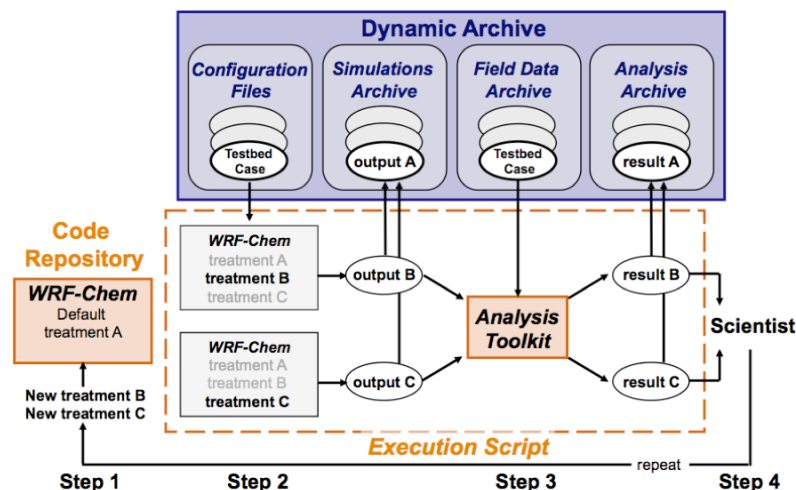 Dynamic Archive
Configuration
Files
Testbed
Case
Simulations
Archive
output A
Field Data
Archive
Testbed
Case
Analysis
Archive
result A
Code
Repository
WRF-Chem
Default
treatment A
New treatment B
New treatment C
WRF-Chem
treatment A
treatment B
treatment C
WRF-Chem
treatment A
treatment B
treatment C
output B
output C
Analysis
Toolkit
result B
result C
Scientist
Execution Script
repeat
Step 1
Step 2
Step 3
Step 4